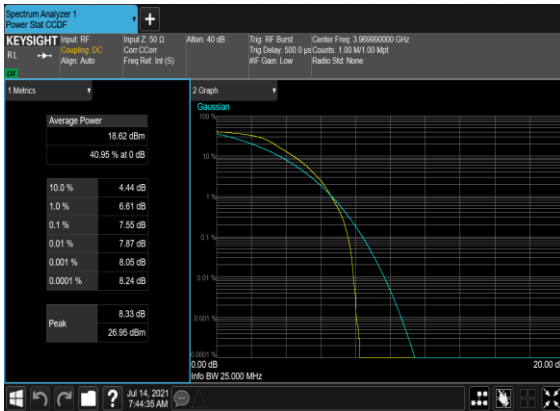 Spectrum Analyzer 1
Power Stat CCDF
+
KEYSIGHT
RL
Input: RF
Coupling: DC
Align: Auto
Input Z: 50 Ω
Corr CCorr
Freq Ref: Int (S)
Atten: 40 dB
Trig: RF Burst
Trig Delay: 500.0 µs
#IF Gain: Low
Center Freq: 3.969990000 GHz
Counts: 1.00 M/1.00 Mpt
Radio Std: None
1 Metrics
Average Power
18.62 dBm
40.95 % at 0 dB
10.0 % 4.44 dB
1.0 % 6.61 dB
0.1 % 7.55 dB
0.01 % 7.87 dB
0.001 % 8.05 dB
0.0001 % 8.24 dB
Peak
8.33 dB
26.95 dBm
2 Graph
Gaussian
100 %
10 %
1 %
0.1 %
0.01 %
0.001 %
0.0001 %
0.00 dB
20.00 d
Info BW 25.000 MHz
?
Jul 14, 2021
7:44:35 AM